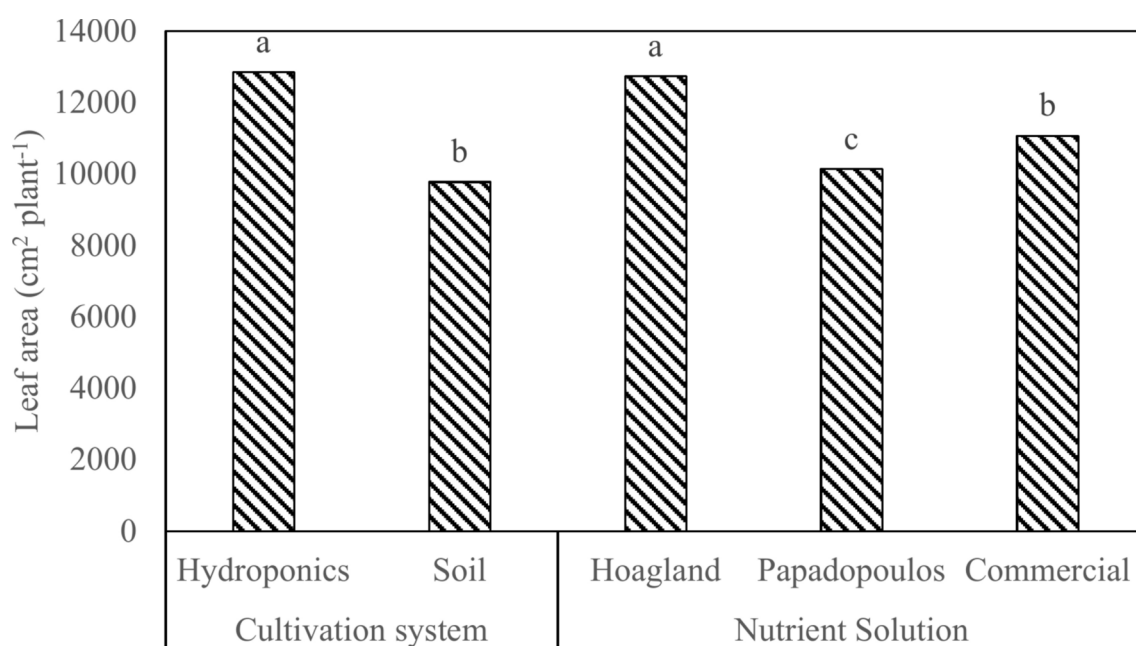 14000
12000
10000
8000
6000
4000
2000
0
Leaf area (cm² plant⁻¹)
a
b
a
c
b
Hydroponics Soil Hoagland Papadopoulos Commercial
Cultivation system Nutrient Solution